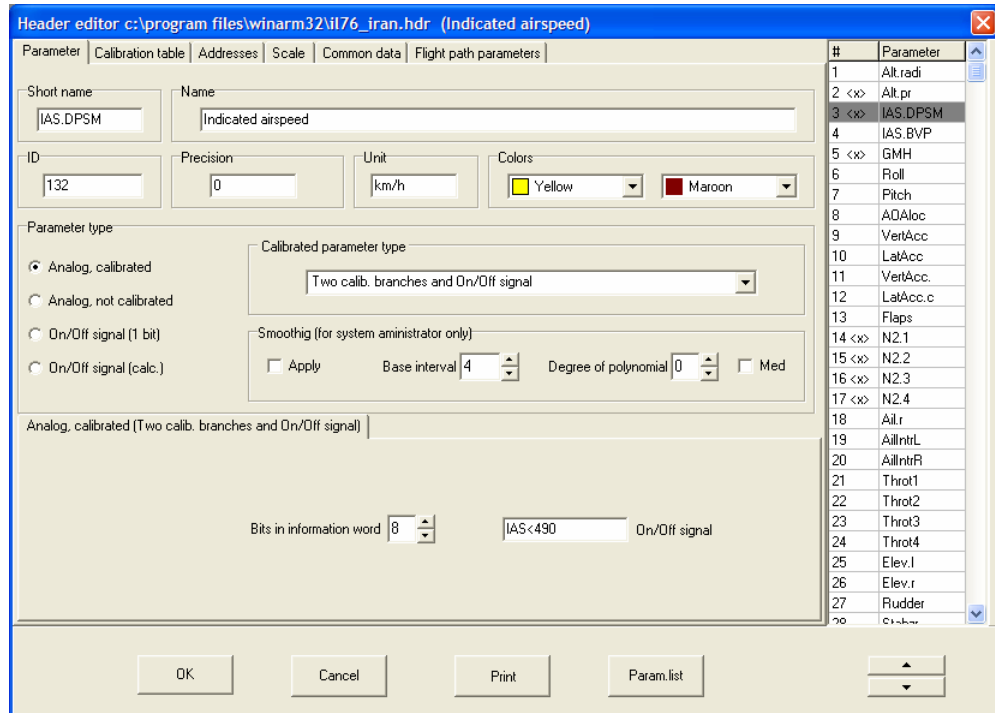 Header editor c:\program files\winarm32\il76_iran.hdr (Indicated airspeed)
Parameter Calibration table Addresses Scale Common data Flight path parameters
Short name Name
IAS.DPSM Indicated airspeed
ID Precision Unit Colors
132 0 km/h Yellow Maroon
Parameter type
Analog, calibrated
Analog, not calibrated
On/Off signal (1 bit)
On/Off signal (calc.)
Calibrated parameter type
Two calib. branches and On/Off signal
Smoothig (for system aministrator only)
Apply Base interval 4 Degree of polynomial 0 Med
Analog, calibrated (Two calib. branches and On/Off signal)
Bits in information word 8 IAS<490 On/Off signal
# Parameter
1 Alt.radi
2 <x> Alt.pr
3 <x> IAS.DPSM
4 IAS.BVP
5 <x> GMH
6 Roll
7 Pitch
8 AOAloc
9 VertAcc
10 LatAcc
11 VertAcc.
12 LatAcc.c
13 Flaps
14 <x> N2.1
15 <x> N2.2
16 <x> N2.3
17 <x> N2.4
18 Ail.r
19 AilIntrL
20 AilIntrR
21 Throt1
22 Throt2
23 Throt3
24 Throt4
25 Elev.l
26 Elev.r
27 Rudder
OK Cancel Print Param.list